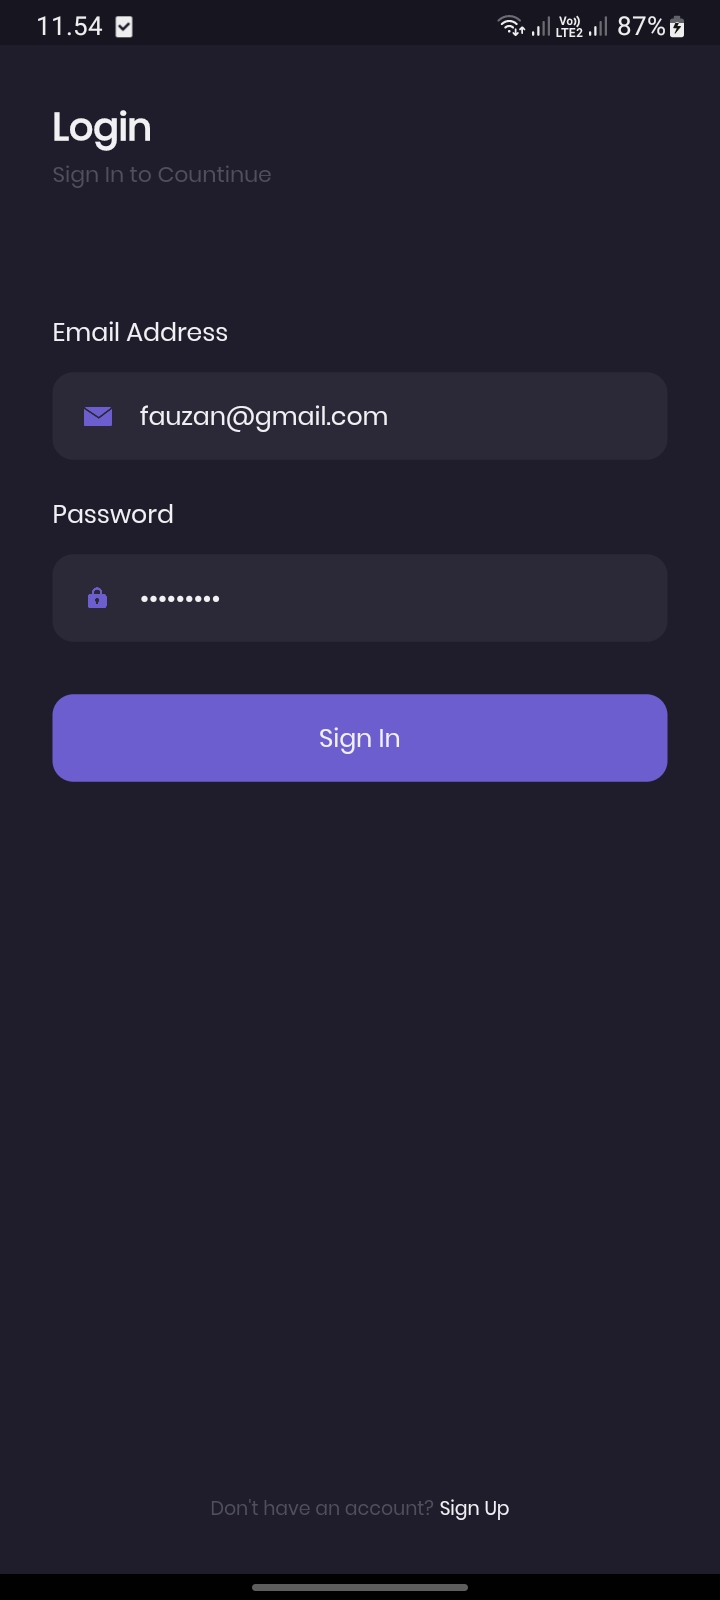 11.54
Vo)) LTE2 87%
Login
Sign In to Countinue
Email Address
fauzan@gmail.com
Password
•••••••••
Sign In
Don't have an account? Sign Up